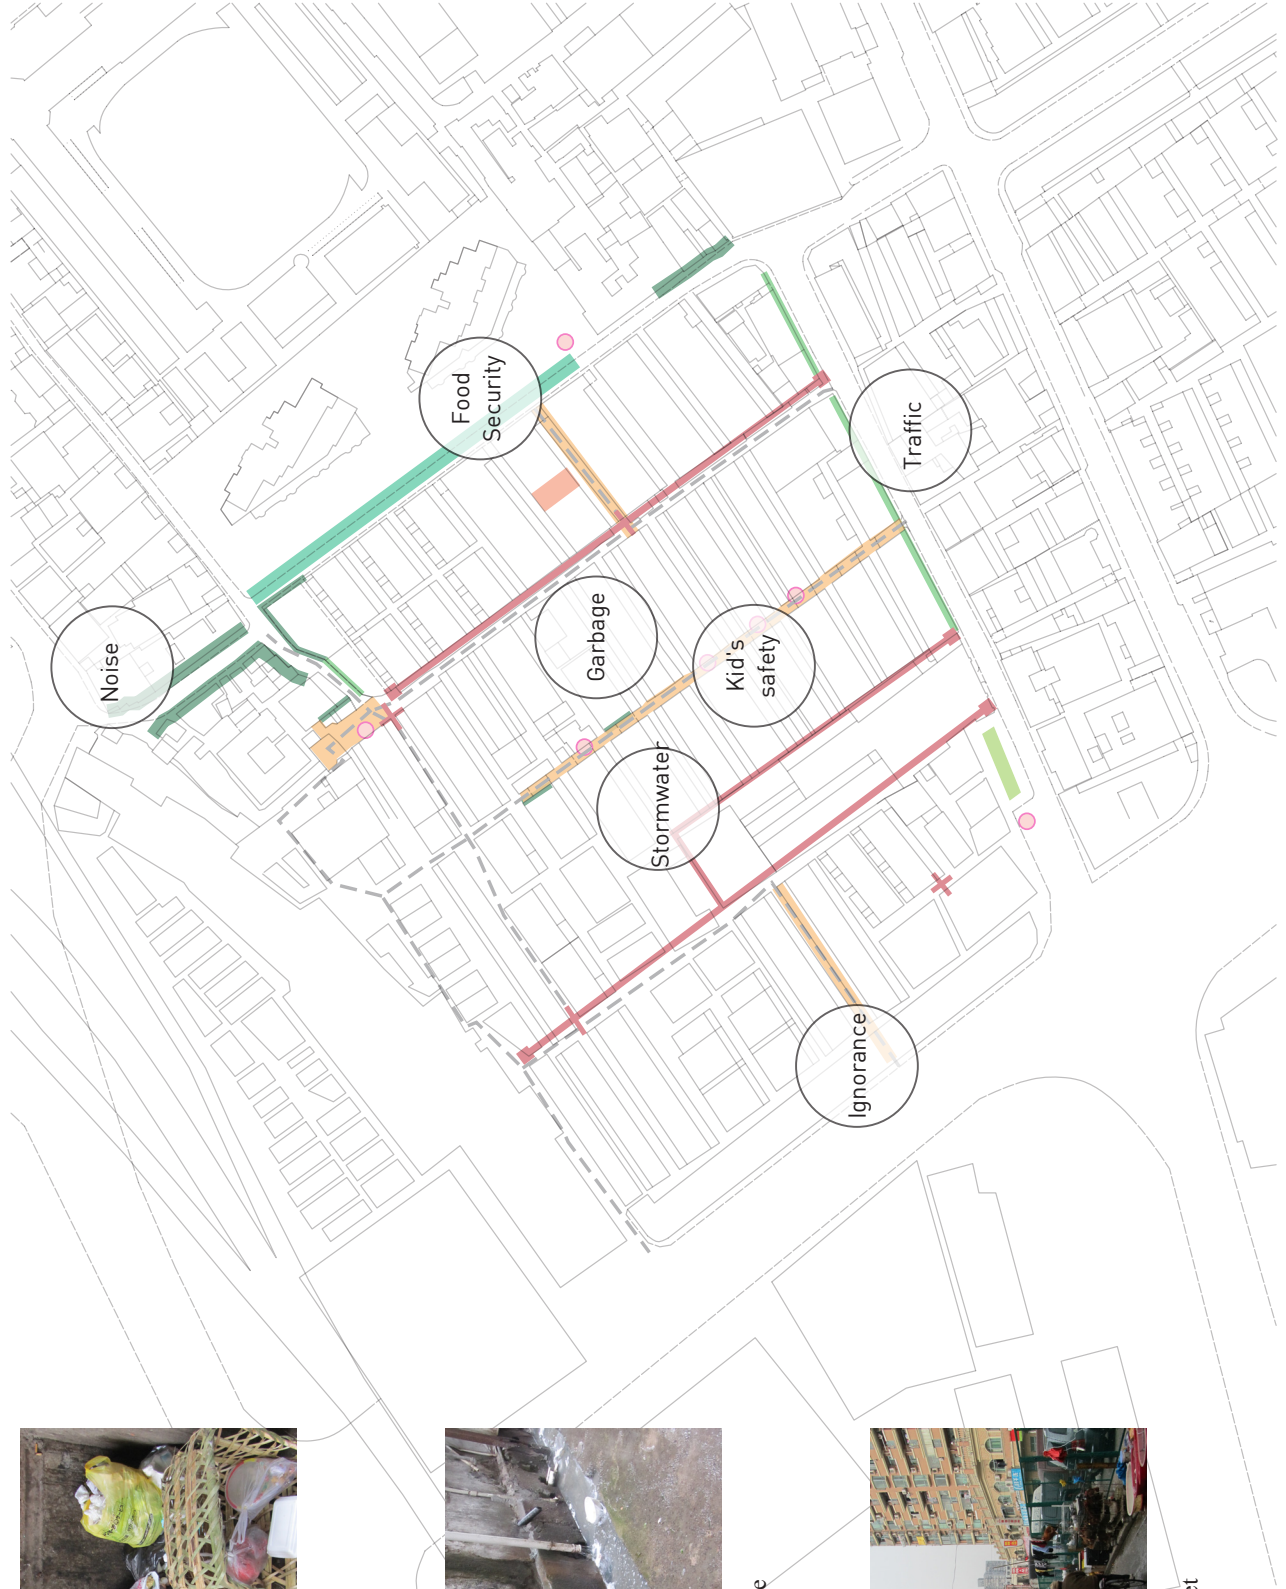 Noise
Food
Security
Garbage
Stormwater
Kid's
safety
Traffic
Ignorance